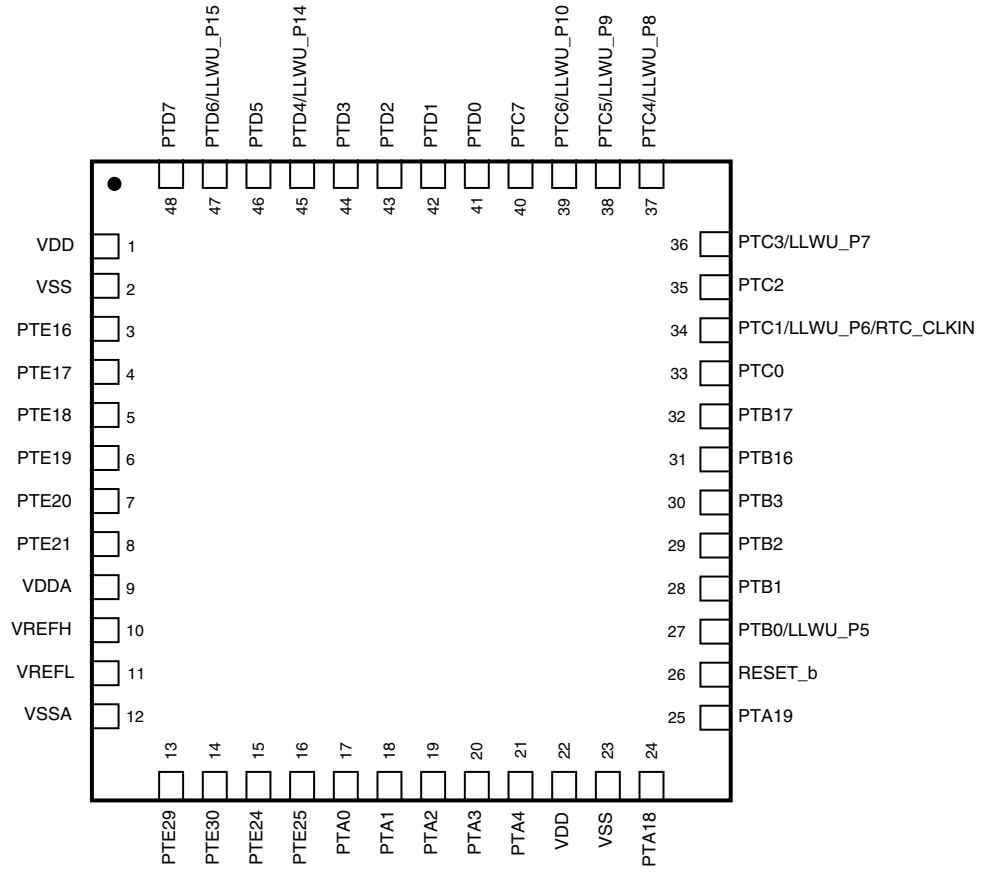 PTD7
PTD6/LLWU_P15
PTD5
PTD4/LLWU_P14
PTD3
PTD2
PTD1
PTD0
PTC7
PTC6/LLWU_P10
PTC5/LLWU_P9
PTC4/LLWU_P8
48
47
46
45
44
43
42
41
40
39
38
37
VDD 1
VSS 2
PTE16 3
PTE17 4
PTE18 5
PTE19 6
PTE20 7
PTE21 8
VDDA 9
VREFH 10
VREFL 11
VSSA 12
36 PTC3/LLWU_P7
35 PTC2
34 PTC1/LLWU_P6/RTC_CLKIN
33 PTC0
32 PTB17
31 PTB16
30 PTB3
29 PTB2
28 PTB1
27 PTB0/LLWU_P5
26 RESET_b
25 PTA19
13
14
15
16
17
18
19
20
21
22
23
24
PTE29
PTE30
PTE24
PTE25
PTA0
PTA1
PTA2
PTA3
PTA4
VDD
VSS
PTA18